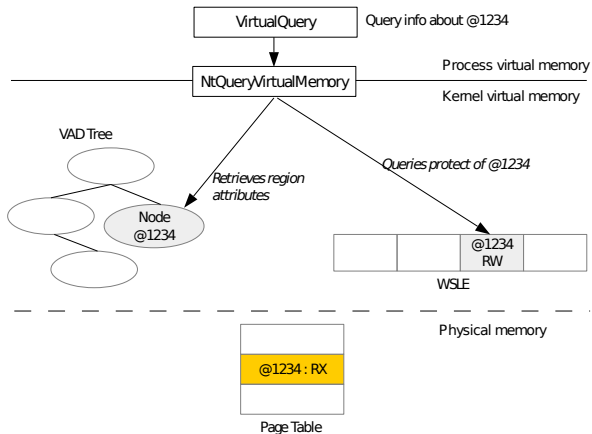 VirtualQuery
Query info about @1234
Process virtual memory
NtQueryVirtualMemory
Kernel virtual memory
VAD Tree
Queries protect of @1234
Retrieves region
attributes
Node
@1234
@1234
RW
WSLE
Physical memory
@1234 : RX
Page Table